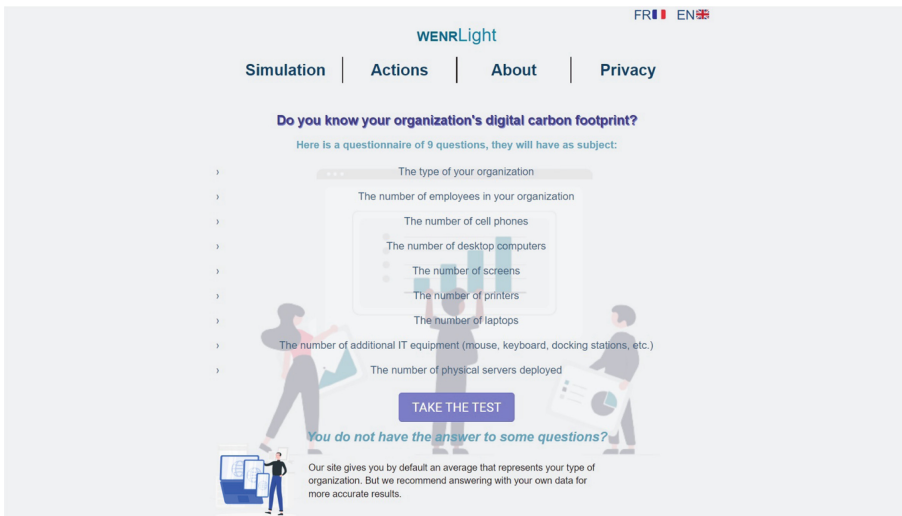 FR EN
WENRLight
Simulation Actions About Privacy
Do you know your organization's digital carbon footprint?
Here is a questionnaire of 9 questions, they will have as subject:
› The type of your organization
› The number of employees in your organization
› The number of cell phones
› The number of desktop computers
› The number of screens
› The number of printers
› The number of laptops
› The number of additional IT equipment (mouse, keyboard, docking stations, etc.)
› The number of physical servers deployed
TAKE THE TEST
You do not have the answer to some questions?
Our site gives you by default an average that represents your type of
organization. But we recommend answering with your own data for
more accurate results.